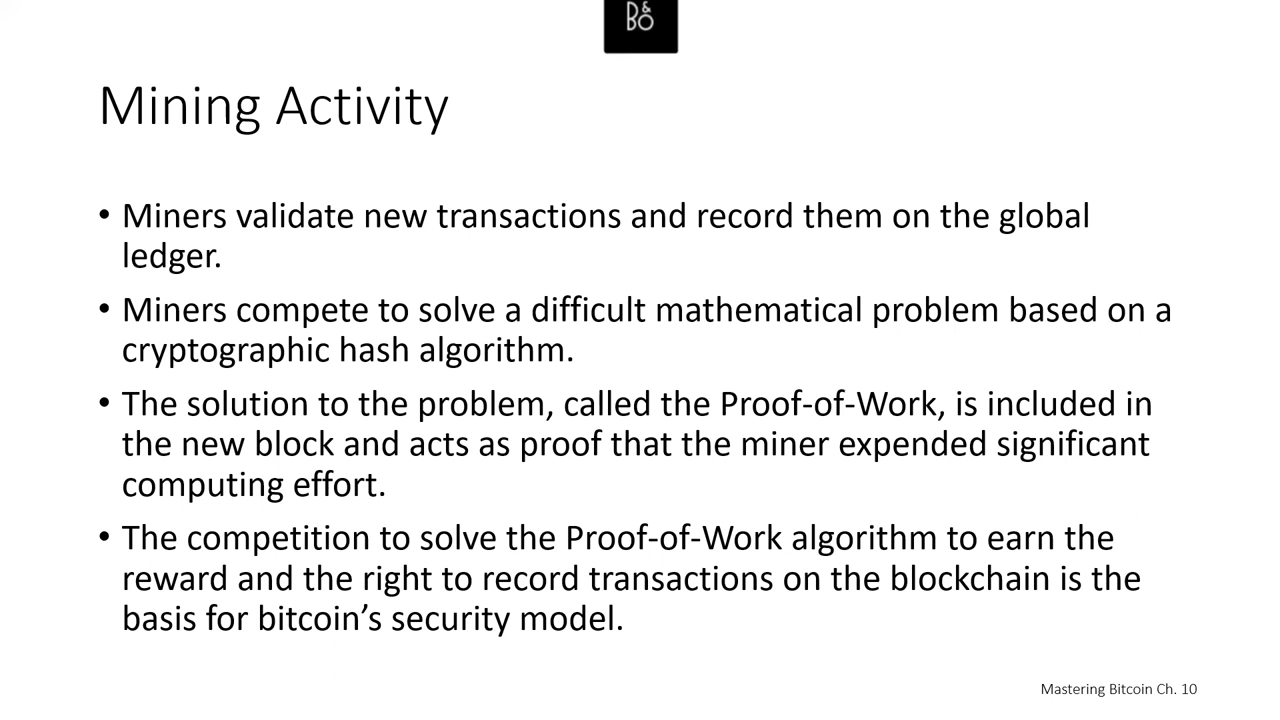 D&BO
Mining Activity
• Miners validate new transactions and record them on the global
ledger.
• Miners compete to solve a difficult mathematical problem based on a
cryptographic hash algorithm.
• The solution to the problem, called the Proof-of-Work, is included in
the new block and acts as proof that the miner expended significant
computing effort.
• The competition to solve the Proof-of-Work algorithm to earn the
reward and the right to record transactions on the blockchain is the
basis for bitcoin’s security model.
Mastering Bitcoin Ch. 10